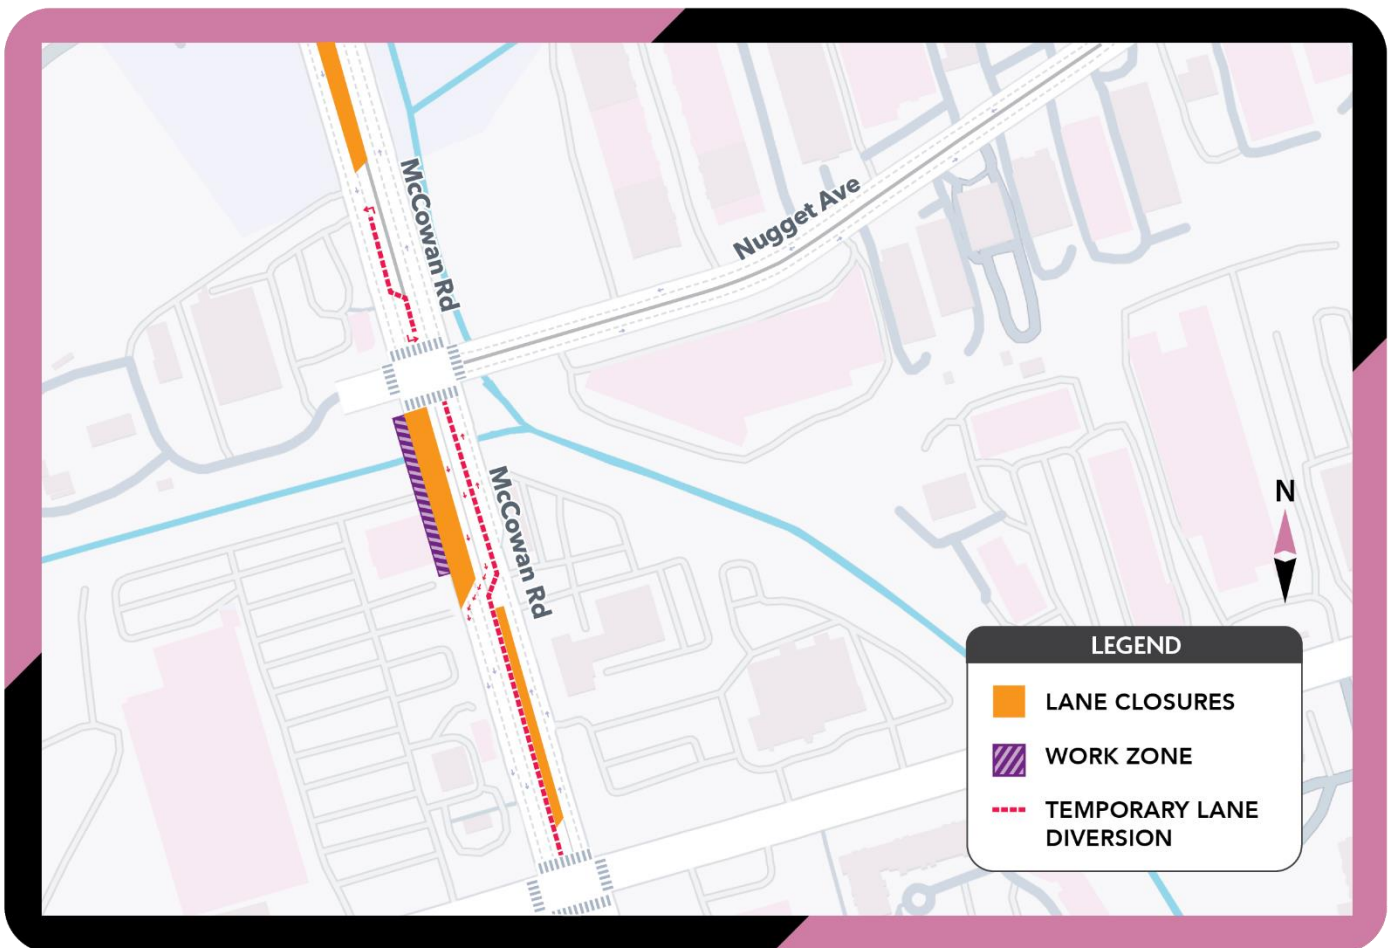 McCowan Rd
Nugget Ave
McCowan Rd
N
LEGEND
LANE CLOSURES
WORK ZONE
TEMPORARY LANE
DIVERSION